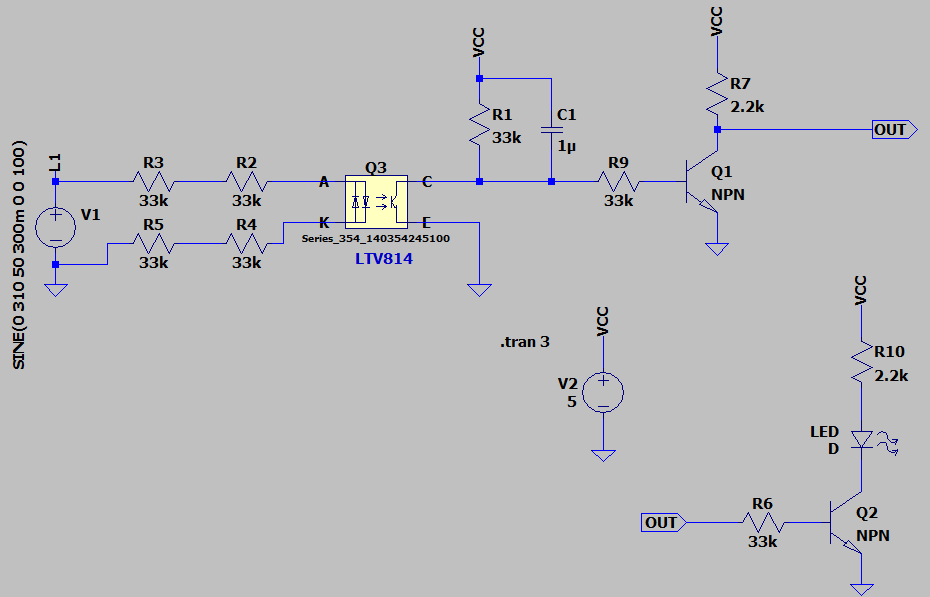 SINE(0 310 50 300m 0 0 100)
L1
V1
R3
33k
R2
33k
R5
33k
R4
33k
Q3
A
C
K
E
Series_354_140354245100
LTV814
VCC
R1
33k
C1
1µ
R9
33k
VCC
R7
2.2k
OUT
Q1
NPN
.tran 3
VCC
V2
5
VCC
R10
2.2k
LED
D
OUT
R6
33k
Q2
NPN